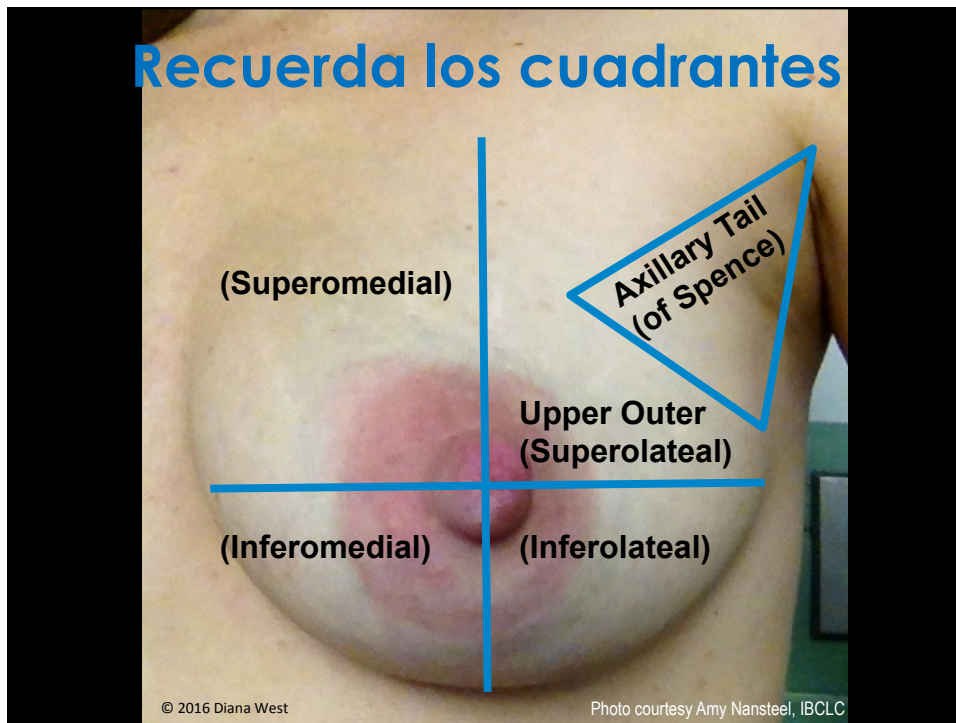 Recuerda los cuadrantes
Axillary Tail
(of Spence)
(Superomedial)
Upper Outer
(Superolateal)
(Inferomedial)
(Inferolateal)
© 2016 Diana West
Photo courtesy Amy Nansteel, IBCLC